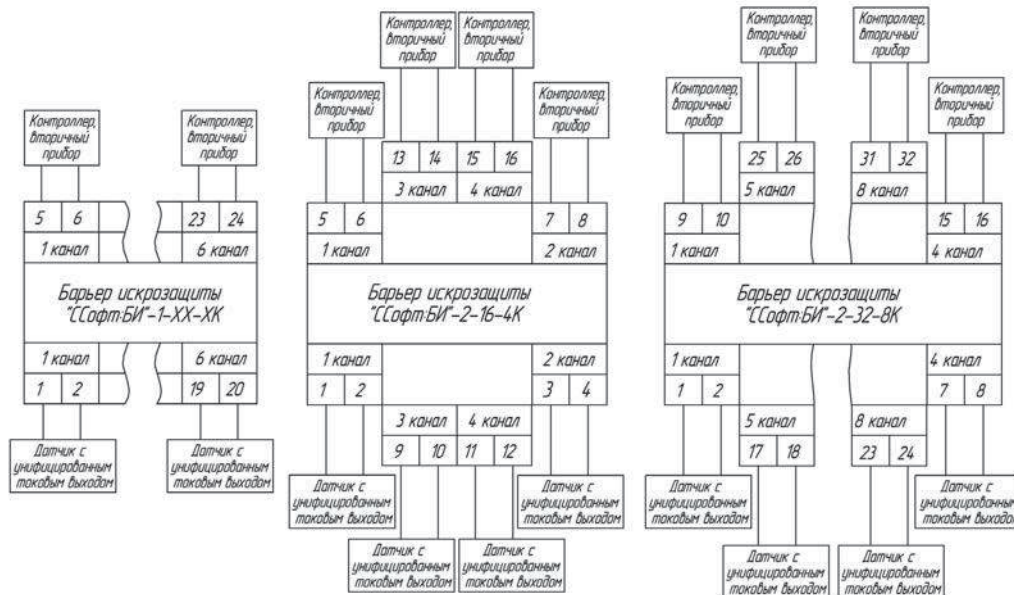 Контроллер,
вторичный
прибор
Контроллер,
вторичный
прибор
5 6
23 24
1 канал
6 канал
Барьер искрозащиты
"ССофт:БИ"-1-ХХ-ХК
1 канал
6 канал
1 2
19 20
Датчик с
унифицированным
токовым выходом
Датчик с
унифицированным
токовым выходом
Контроллер,
вторичный
прибор
Контроллер,
вторичный
прибор
Контроллер,
вторичный
прибор
Контроллер,
вторичный
прибор
13 14 15 16
3 канал 4 канал
5 6
7 8
1 канал
2 канал
Барьер искрозащиты
"ССофт:БИ"-2-16-4К
1 канал
2 канал
1 2
3 4
3 канал 4 канал
9 10 11 12
Датчик с
унифицированным
токовым выходом
Датчик с
унифицированным
токовым выходом
Датчик с
унифицированным
токовым выходом
Датчик с
унифицированным
токовым выходом
Контроллер,
вторичный
прибор
Контроллер,
вторичный
прибор
Контроллер,
вторичный
прибор
Контроллер,
вторичный
прибор
25 26
31 32
5 канал
8 канал
9 10
15 16
1 канал
4 канал
Барьер искрозащиты
"ССофт:БИ"-2-32-8К
1 канал
4 канал
1 2
7 8
5 канал
8 канал
17 18
23 24
Датчик с
унифицированным
токовым выходом
Датчик с
унифицированным
токовым выходом
Датчик с
унифицированным
токовым выходом
Датчик с
унифицированным
токовым выходом